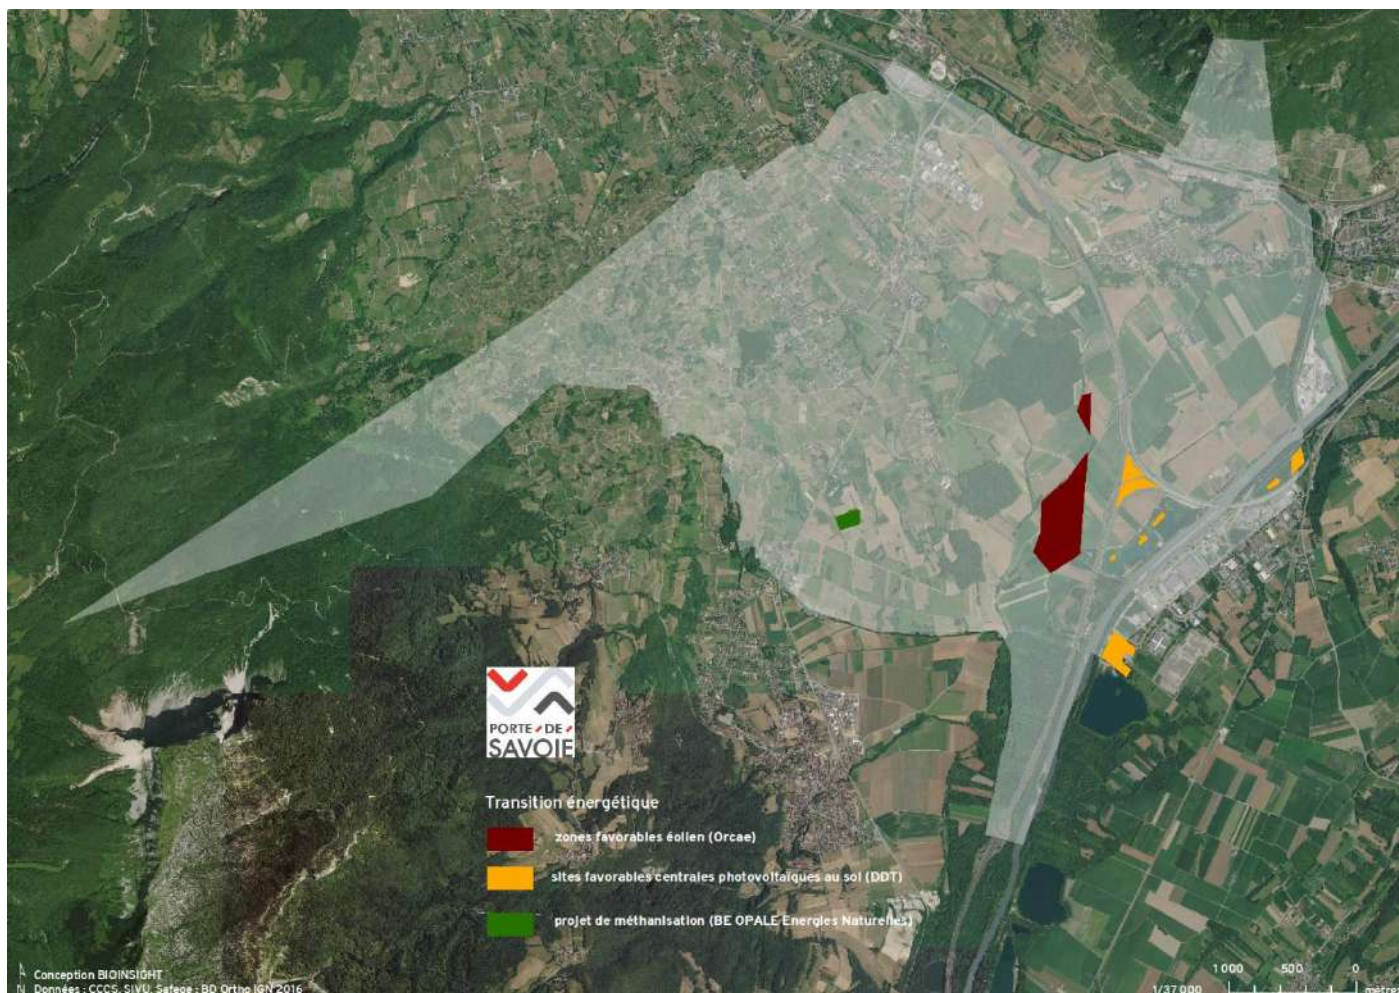 PORTE-DE-
SAVOIE
Transition énergétique
zones favorables éolien (Orcae)
sites favorables centrales photovoltaïques au sol (DDT)
projet de méthanisation (BE OPALE Energies Naturelles)
Conception BIOINSIGHT
N Données : CCCS, SIVU, Safege : BD Ortho IGN 2016
1 000 500 0
1/37 000 mètres